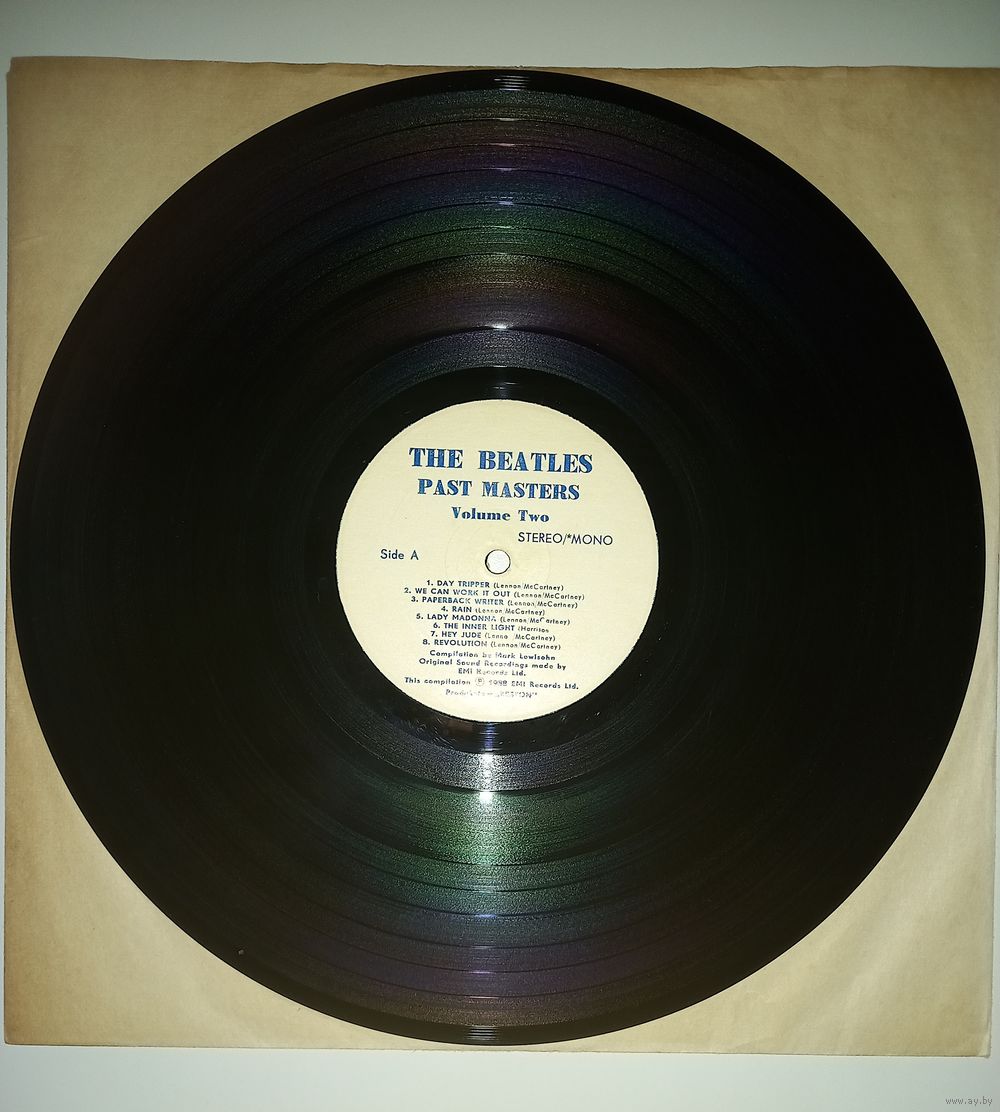 THE BEATLES
PAST MASTERS
Volume Two
STEREO/*MONO
Side A
1. DAY TRIPPER (Lennon/McCartney)
2. WE CAN WORK IT OUT (Lennon/McCartney)
3. PAPERBACK WRITER (Lennon/McCartney)
4. RAIN (Lennon/McCartney)
5. LADY MADONNA (Lennon/McCartney)
6. THE INNER LIGHT (Harrison
7. HEY JUDE (Lenno /McCartney)
8. REVOLUTION (Lennon/McCartney)
Compilation by Mark Lewisohn
Original Sound Recordings made by
EMI Records Ltd.
This compilation ℗ 1988 EMI Records Ltd.
www.ay.by